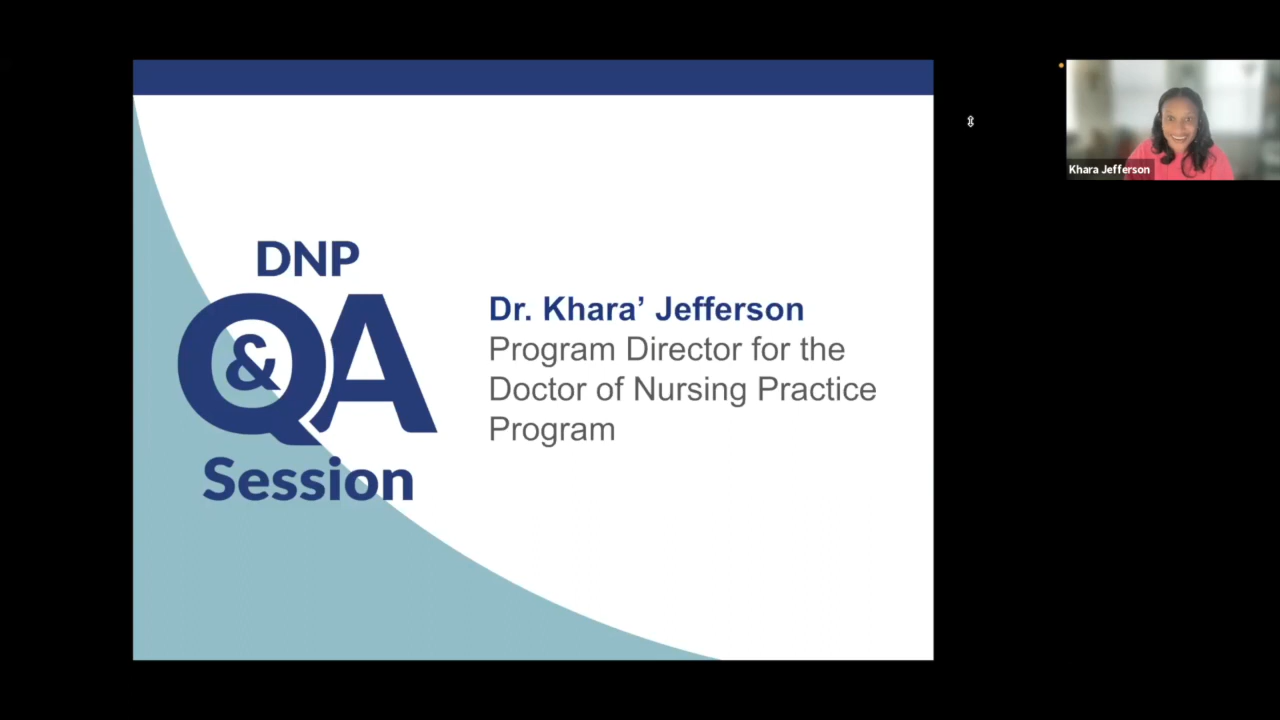 DNP
Q&A
Session
Dr. Khara’ Jefferson
Program Director for the
Doctor of Nursing Practice
Program
Khara Jefferson